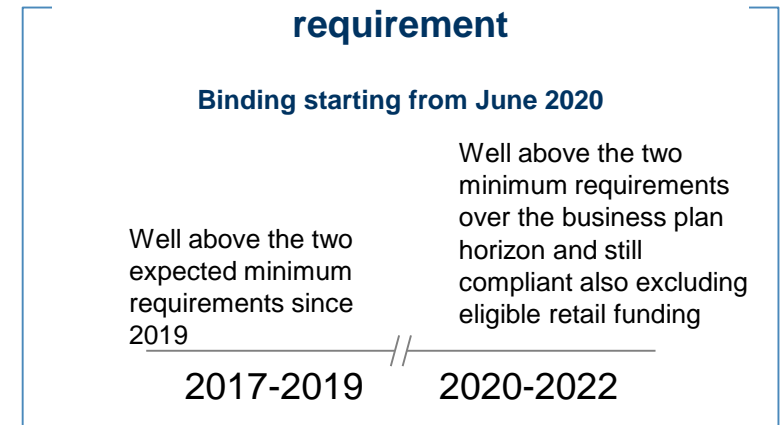 requirement
Binding starting from June 2020
Well above the two
expected minimum
requirements since
2019
Well above the two
minimum requirements
over the business plan
horizon and still
compliant also excluding
eligible retail funding
2017-2019
2020-2022